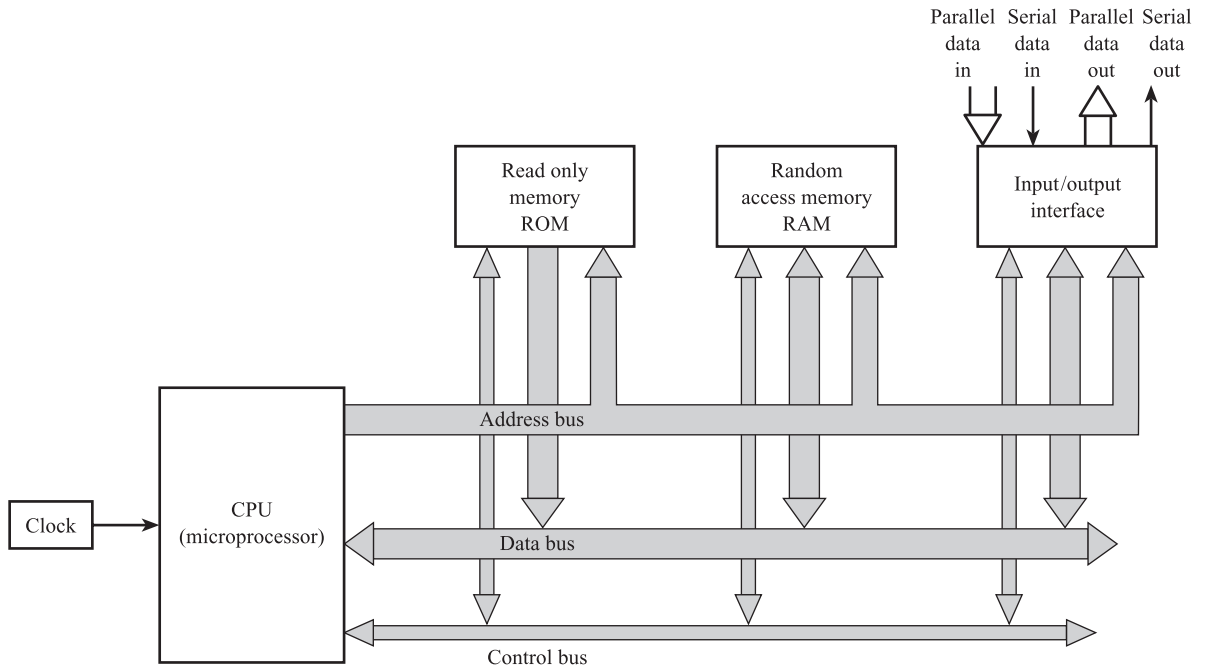 Parallel data in
Serial data in
Parallel data out
Serial data out
Read only
memory
ROM
Random
access memory
RAM
Input/output
interface
Address bus
Clock
CPU
(microprocessor)
Data bus
Control bus